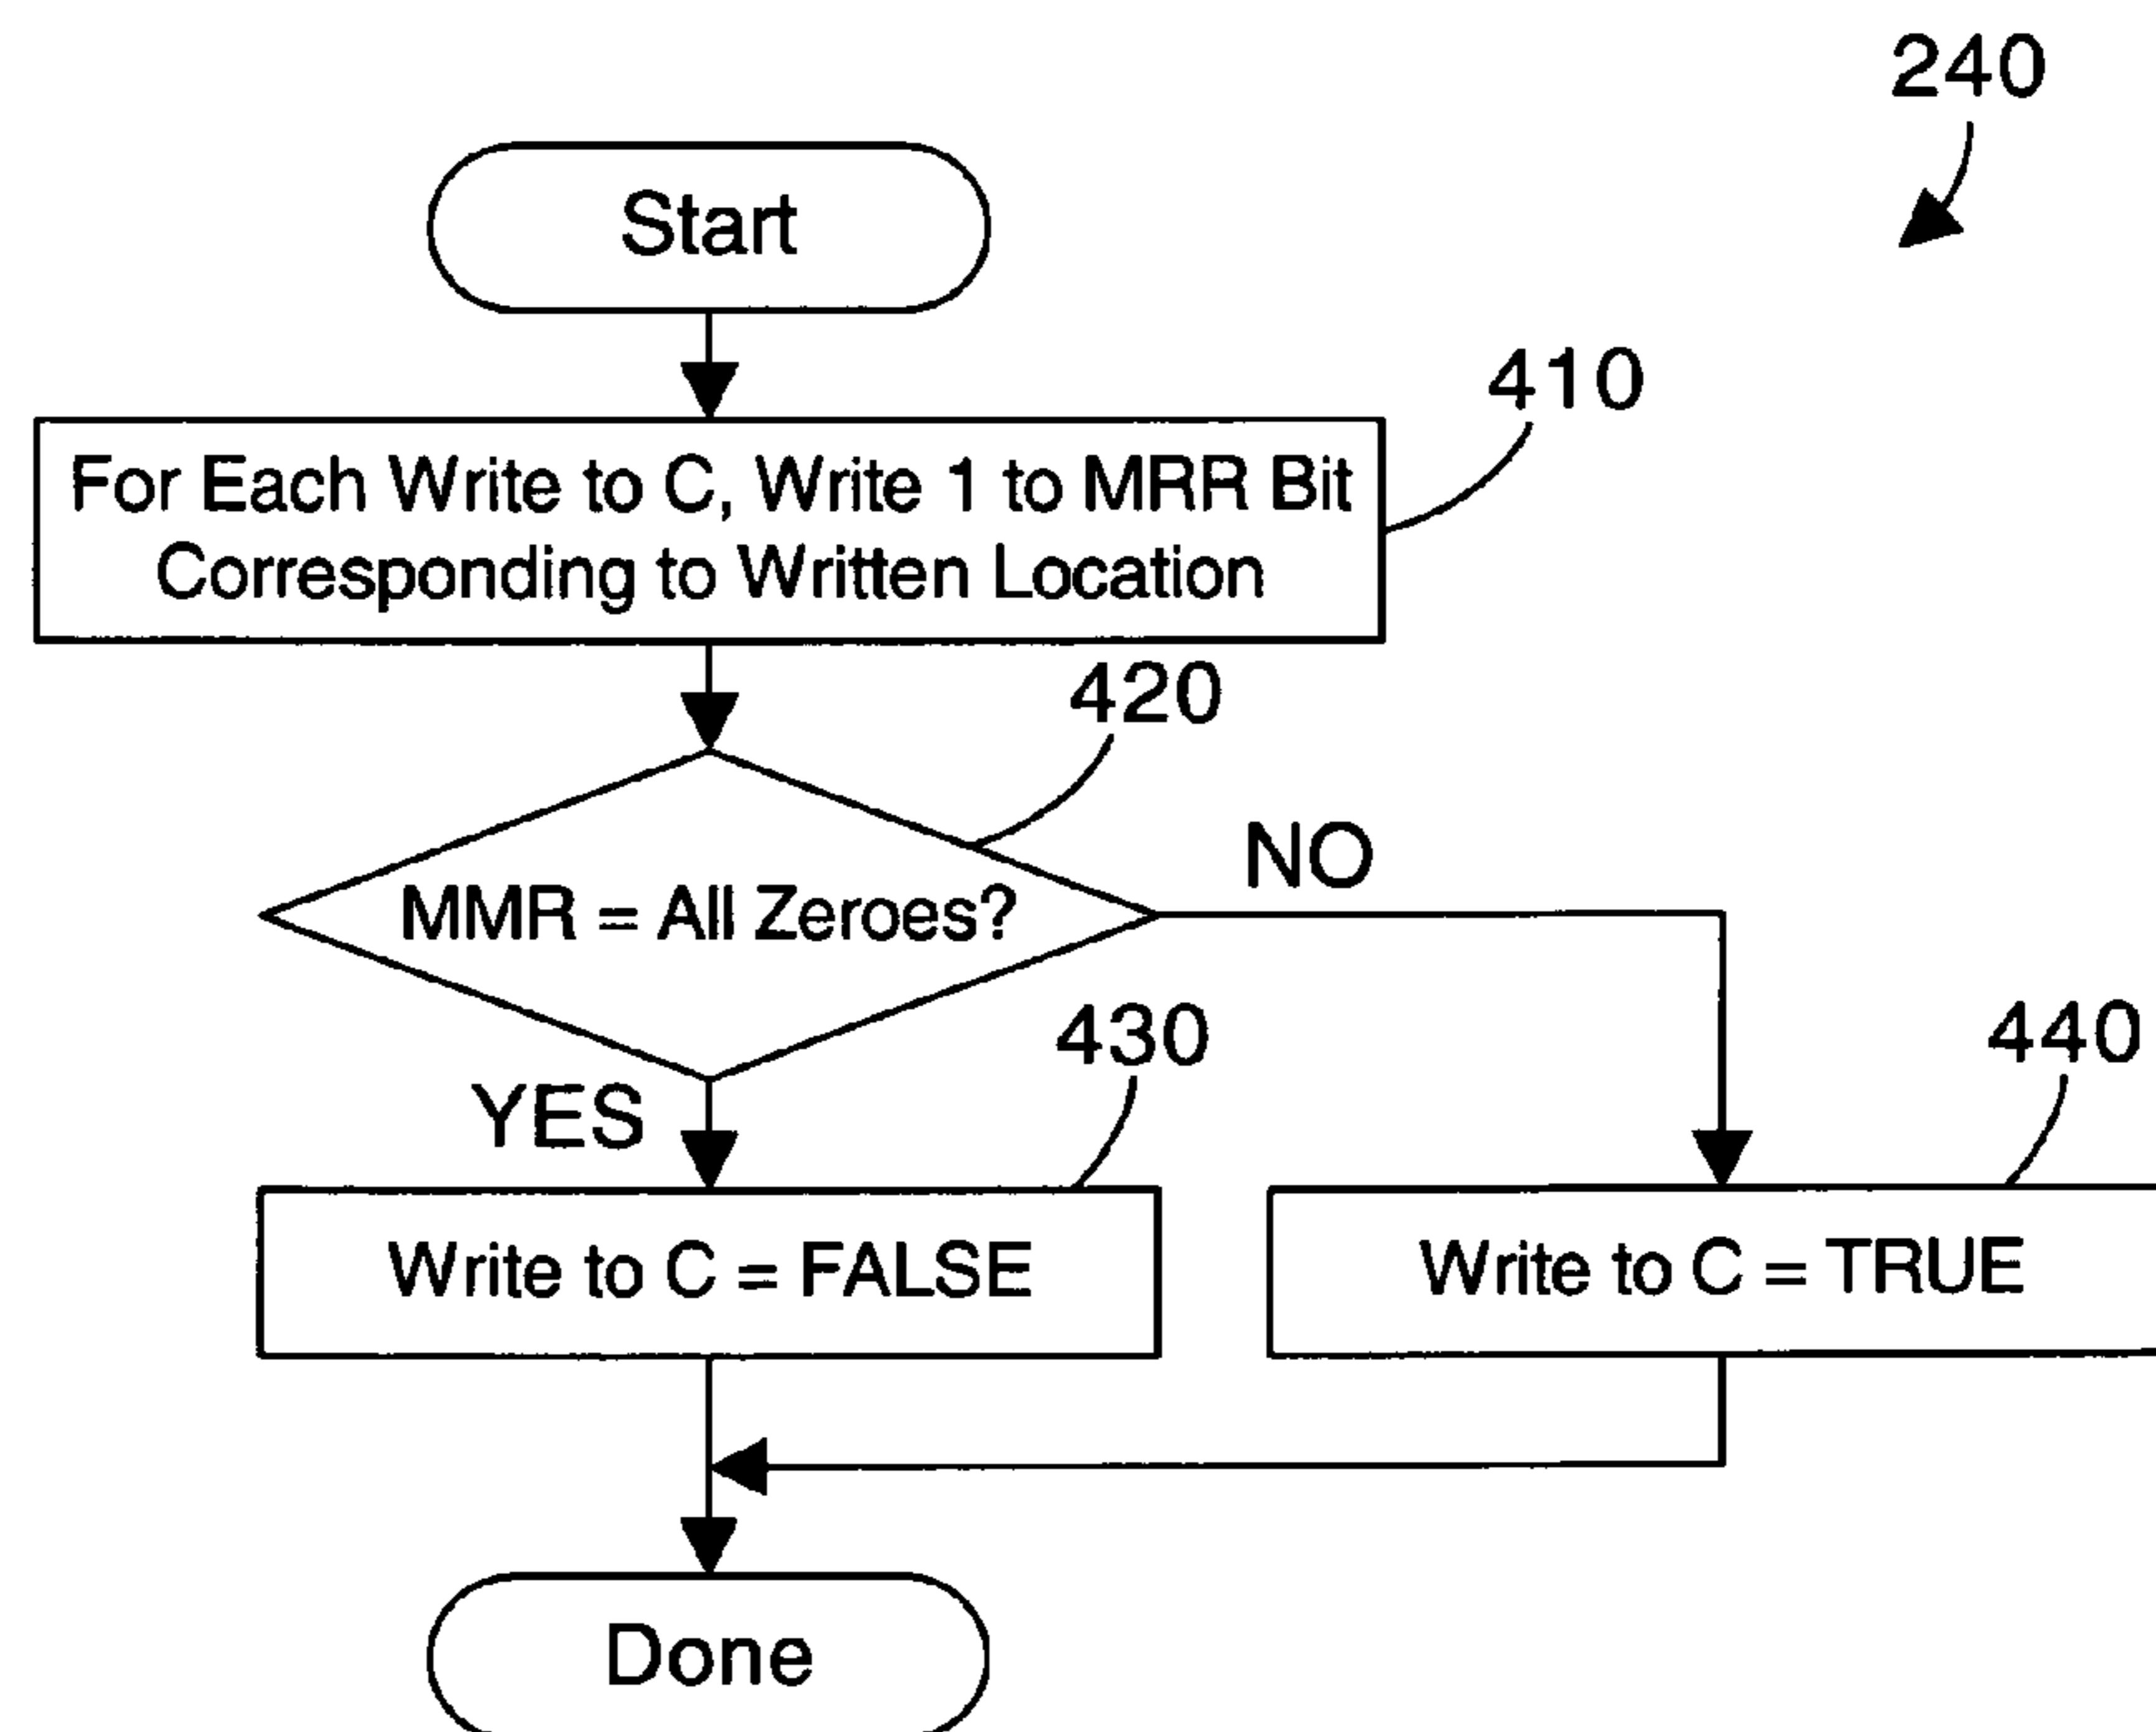 240
Start
410
For Each Write to C, Write 1 to MRR Bit
Corresponding to Written Location
420
MMR = All Zeroes?
NO
YES
430
440
Write to C = FALSE
Write to C = TRUE
Done